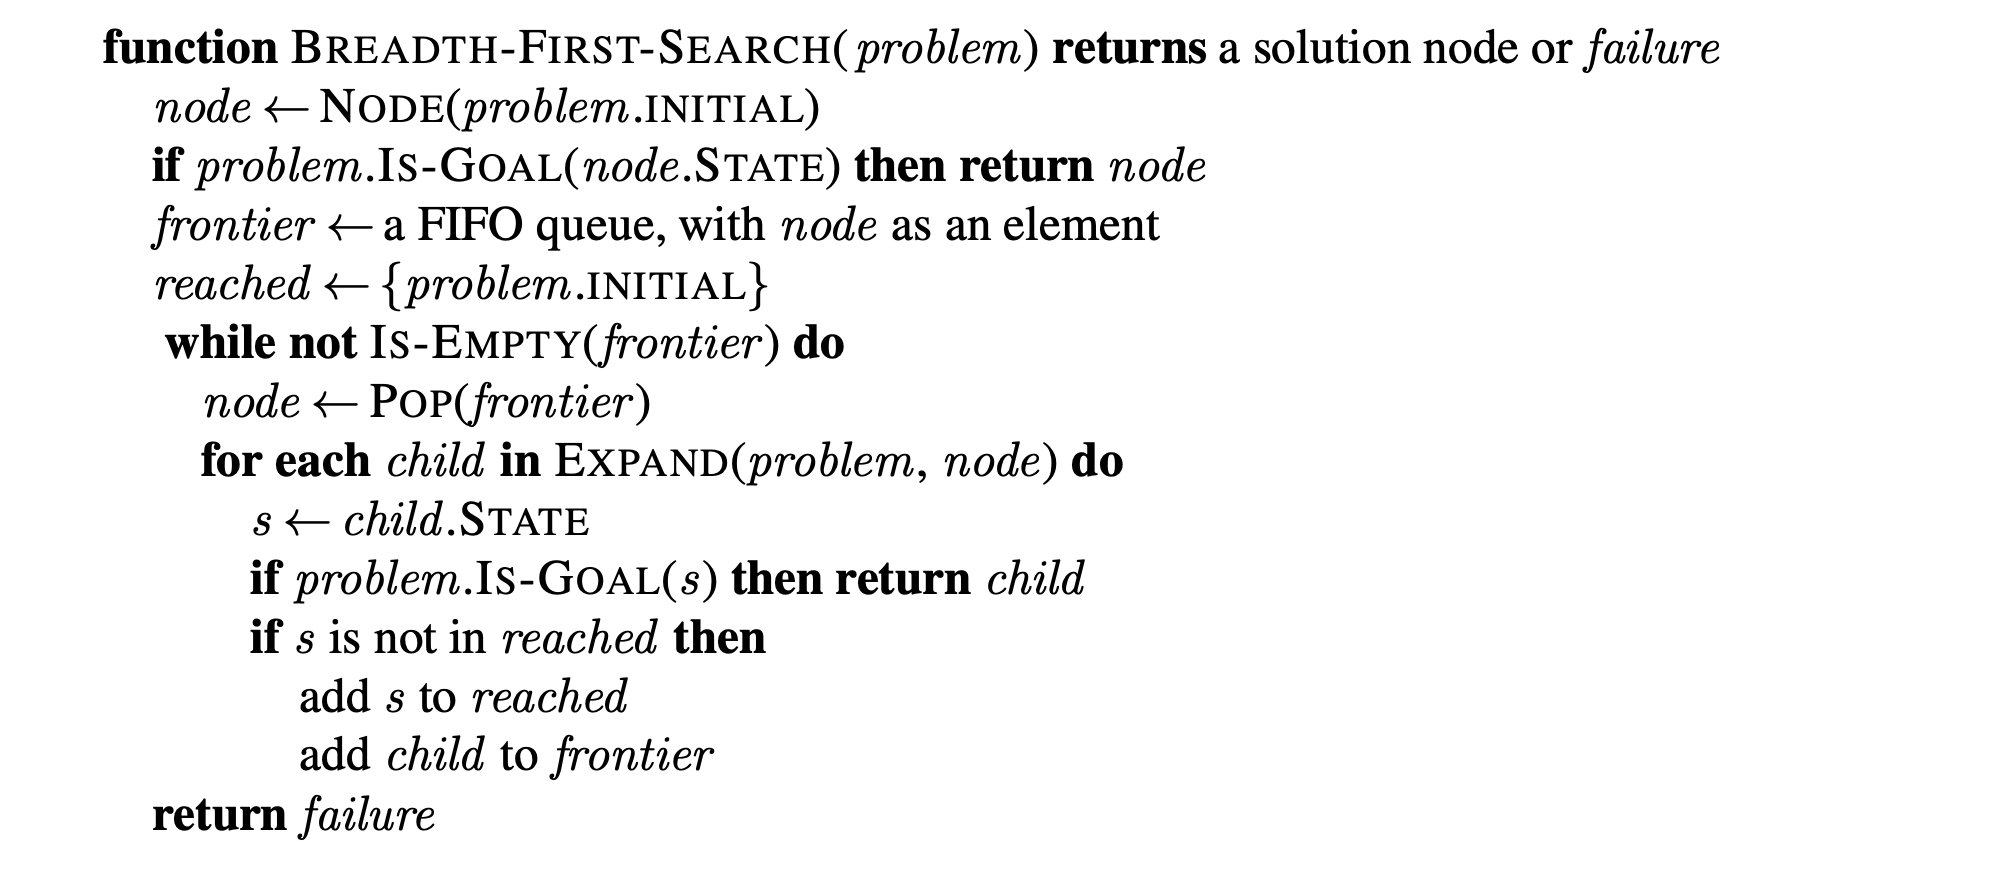 function BREADTH-FIRST-SEARCH(problem) returns a solution node or failure
node ← NODE(problem.INITIAL)
if problem.IS-GOAL(node.STATE) then return node
frontier ← a FIFO queue, with node as an element
reached ← {problem.INITIAL}
while not IS-EMPTY(frontier) do
node ← POP(frontier)
for each child in EXPAND(problem, node) do
s ← child.STATE
if problem.IS-GOAL(s) then return child
if s is not in reached then
add s to reached
add child to frontier
return failure